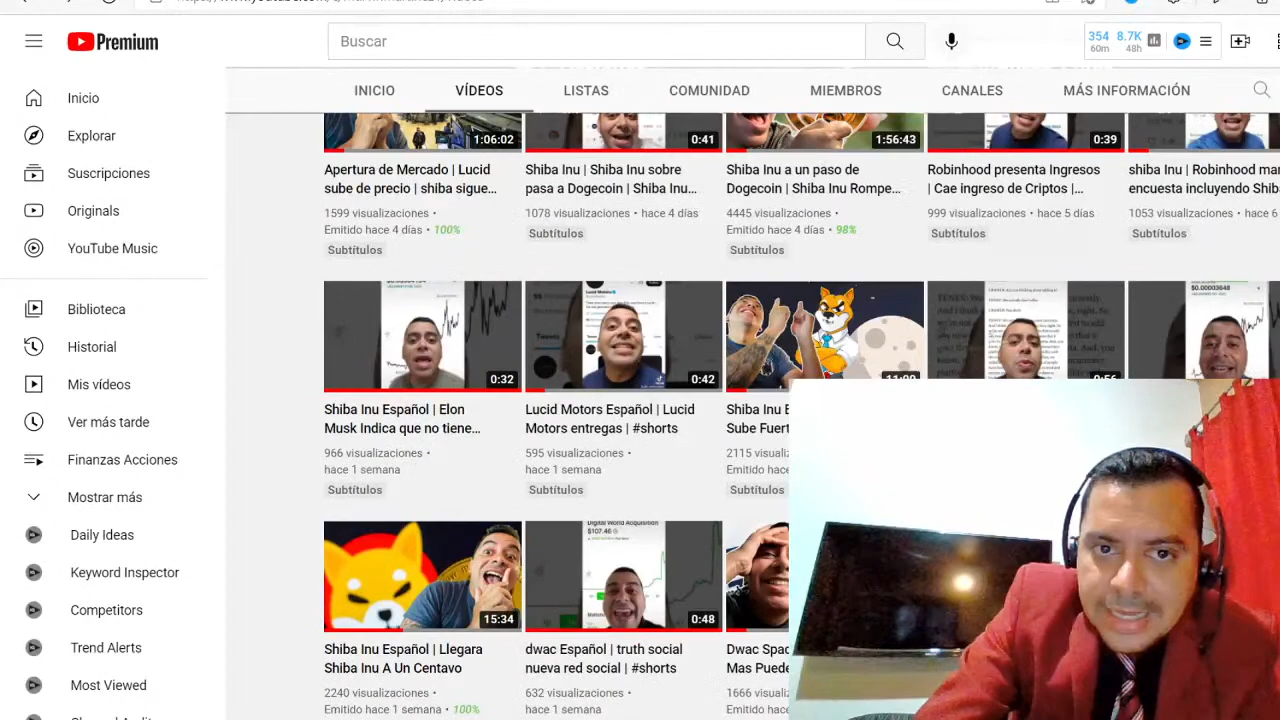 Premium
Buscar
354
8.7K
60m
48h
INICIO
VÍDEOS
LISTAS
COMUNIDAD
MIEMBROS
CANALES
MÁS INFORMACIÓN
Inicio
Explorar
Suscripciones
Originals
YouTube Music
Biblioteca
Historial
Mis vídeos
Ver más tarde
Finanzas Acciones
Mostrar más
Daily Ideas
Keyword Inspector
Competitors
Trend Alerts
Most Viewed
1:06:02
0:41
1:56:43
0:39
Apertura de Mercado | Lucid
sube de precio | shiba sigue...
1599 visualizaciones •
Emitido hace 4 días • 100%
Subtítulos
Shiba Inu | Shiba Inu sobre
pasa a Dogecoin | Shiba Inu...
1078 visualizaciones • hace 4 días
Subtítulos
Shiba Inu a un paso de
Dogecoin | Shiba Inu Rompe...
4445 visualizaciones •
Emitido hace 4 días • 98%
Subtítulos
Robinhood presenta Ingresos
| Cae ingreso de Criptos |...
999 visualizaciones • hace 5 días
Subtítulos
shiba Inu | Robinhood
encuesta incluyendo
1053 visualizaciones • hace 6
Subtítulos
0:32
Lucid Motors
0:42
Shiba Inu Español | Elon
Musk Indica que no tiene...
966 visualizaciones •
hace 1 semana
Subtítulos
Lucid Motors Español | Lucid
Motors entregas | #shorts
595 visualizaciones •
hace 1 semana
Subtítulos
Shiba Inu
Sube
2115
Emitido hace
Subtítulos
15:34
Digital World Acquisition
$107.46
0:48
Shiba Inu Español | Llegara
Shiba Inu A Un Centavo
2240 visualizaciones •
Emitido hace 1 semana • 100%
dwac Español | truth social
nueva red social | #shorts
632 visualizaciones •
hace 1 semana
Dwac
Mas
1666
Emitido hace